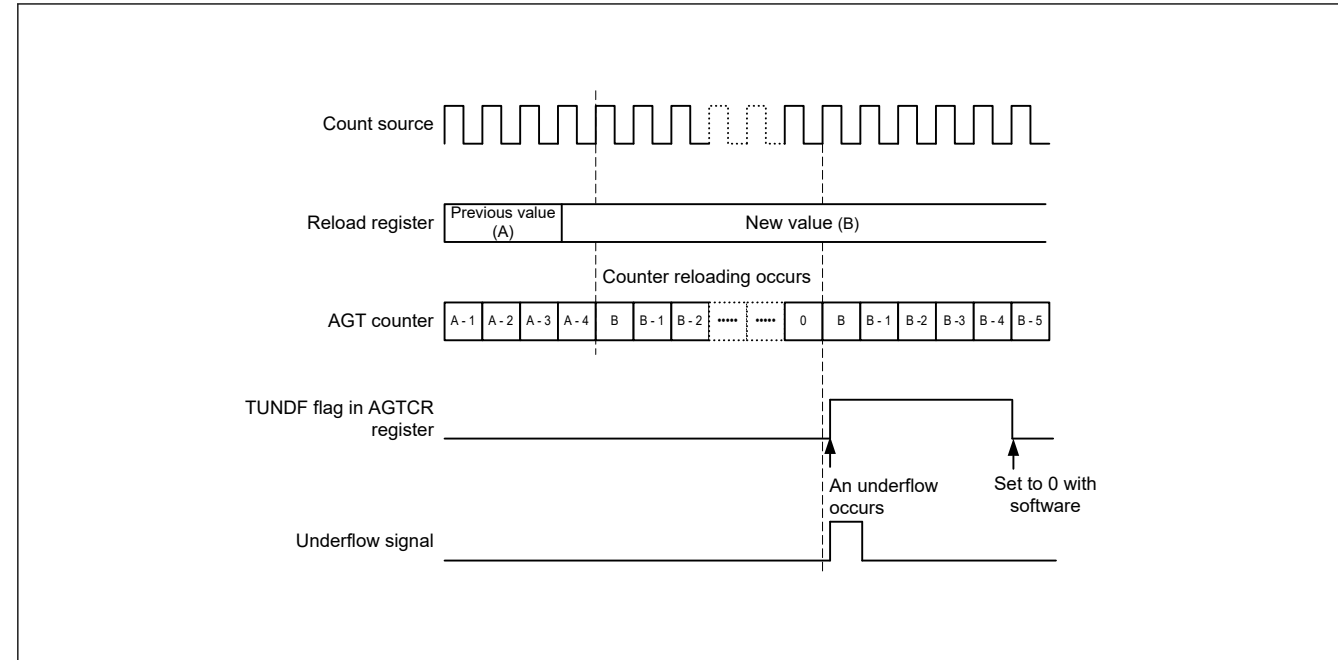 Count source
Reload register
Previous value
(A)
New value (B)
Counter reloading occurs
AGT counter
A - 1 A - 2 A - 3 A - 4 B B - 1 B - 2 ••••• ••••• 0 B B - 1 B -2 B -3 B - 4 B - 5
TUNDF flag in AGTCR
register
An underflow
occurs
Set to 0 with
software
Underflow signal